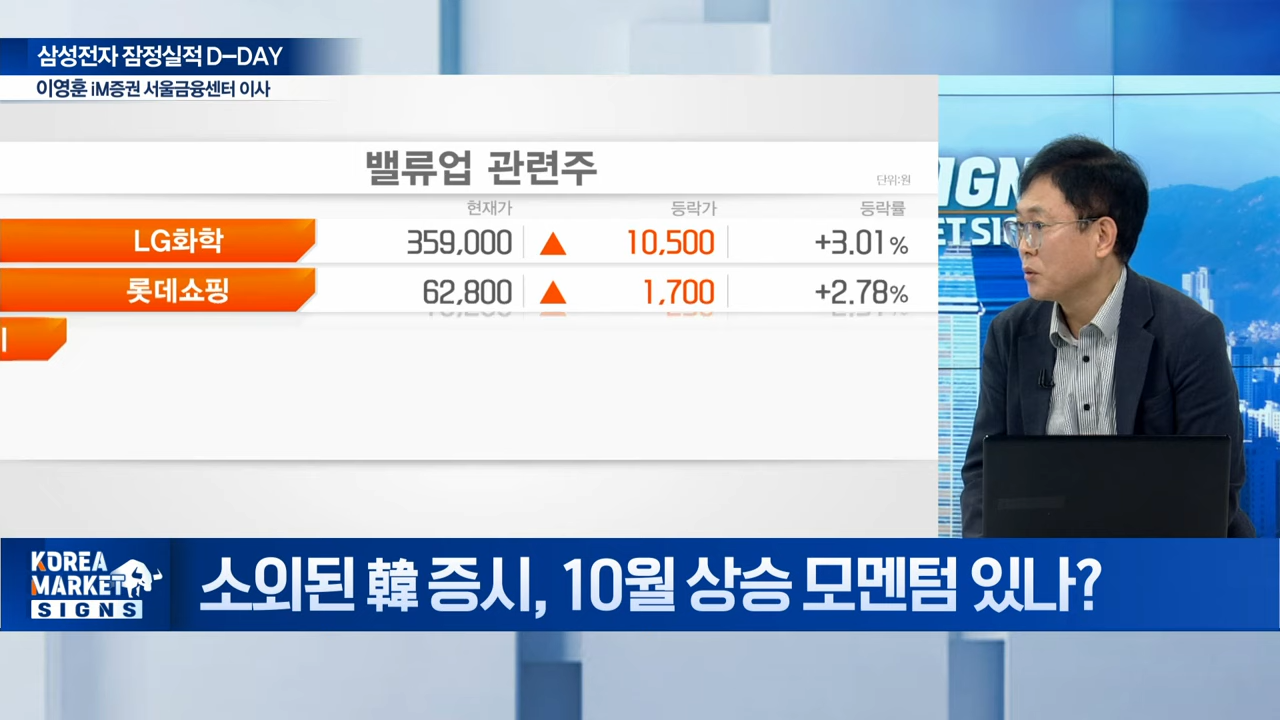 삼성전자 잠정실적 D-DAY
이영훈 iM증권 서울금융센터 이사
밸류업 관련주
단위:원
현재가 등락가 등락률
LG화학 359,000 ▲ 10,500 +3.01%
롯데쇼핑 62,800 ▲ 1,700 +2.78%
IGN
ET SIG
KOREA
MARKET
SIGNS
소외된 韓 증시, 10월 상승 모멘텀 있나?